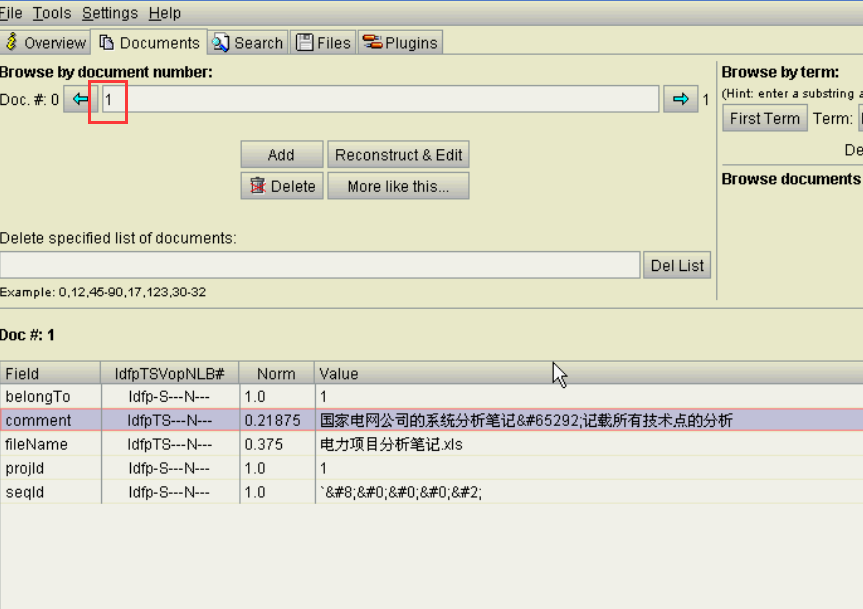 File Tools Settings Help
Overview Documents Search Files Plugins
Browse by document number:
Doc. #: 0 1 1
Add Reconstruct & Edit
Delete More like this...
Delete specified list of documents:
Del List
Example: 0,12,45-90,17,123,30-32
Browse by term:
(Hint: enter a substring
First Term Term:
De
Browse documents
Doc #: 1
Field IdfpTSVopNLB# Norm Value
belongTo Idfp-S---N--- 1.0 1
comment IdfpTS---N--- 0.21875 国家电网公司的系统分析笔记&#65292;记载所有技术点的分析
fileName IdfpTS---N--- 0.375 电力项目分析笔记.xls
projId Idfp-S---N--- 1.0 1
seqId Idfp-S---N--- 1.0 `&#8;&#0;&#0;&#0;&#2;